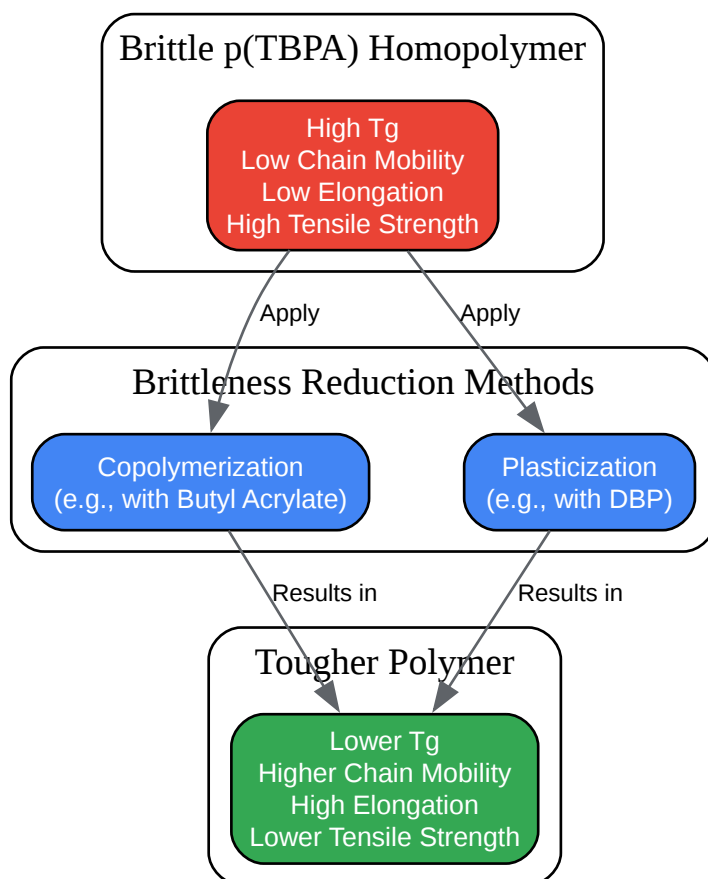 Brittle p(TBPA) Homopolymer
High Tg
Low Chain Mobility
Low Elongation
High Tensile Strength
Apply
Apply
Brittleness Reduction Methods
Copolymerization
(e.g., with Butyl Acrylate)
Plasticization
(e.g., with DBP)
Results in
Results in
Tougher Polymer
Lower Tg
Higher Chain Mobility
High Elongation
Lower Tensile Strength